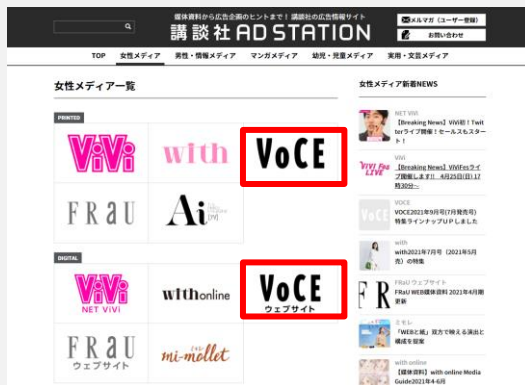 媒体資料から広告企画のヒントまで！ 講談社の広告情報サイト
講談社 AD STATION
メルマガ（ユーザー登録）
お問い合わせ
TOP 女性メディア 男性・情報メディア マンガメディア 幼児・児童メディア 実用・文芸メディア
女性メディア一覧
PRINTED
ViVi
with
VoCE
FRaU
Ai
DIGITAL
ViVi
NET ViVi
withonline
VoCE
ウェブサイト
FRaU
ウェブサイト
mi-mollet
女性メディア新着NEWS
NET ViVi
【Breaking News】ViVi初！Twit
terライブ開催！セールスもスター
ト！
ViVi Fes
LIVE
ViVi
【Breaking News】ViViFesライ
ブ開催します!! 4月25日(日) 17
時30分～
VoCE
VOCE
VOCE2021年9月号(7月発売号)
特集ラインナップUPしました
with
with2021年7月号（2021年5月
売）の特集
FR
FRaU ウェブサイト
FRaU WEB媒体資料 2021年4月期
更新
ミモレ
「WEBと紙」双方で映える演出と
構成を提案
with online
【媒体資料】with online Media
Guide2021年4-6月